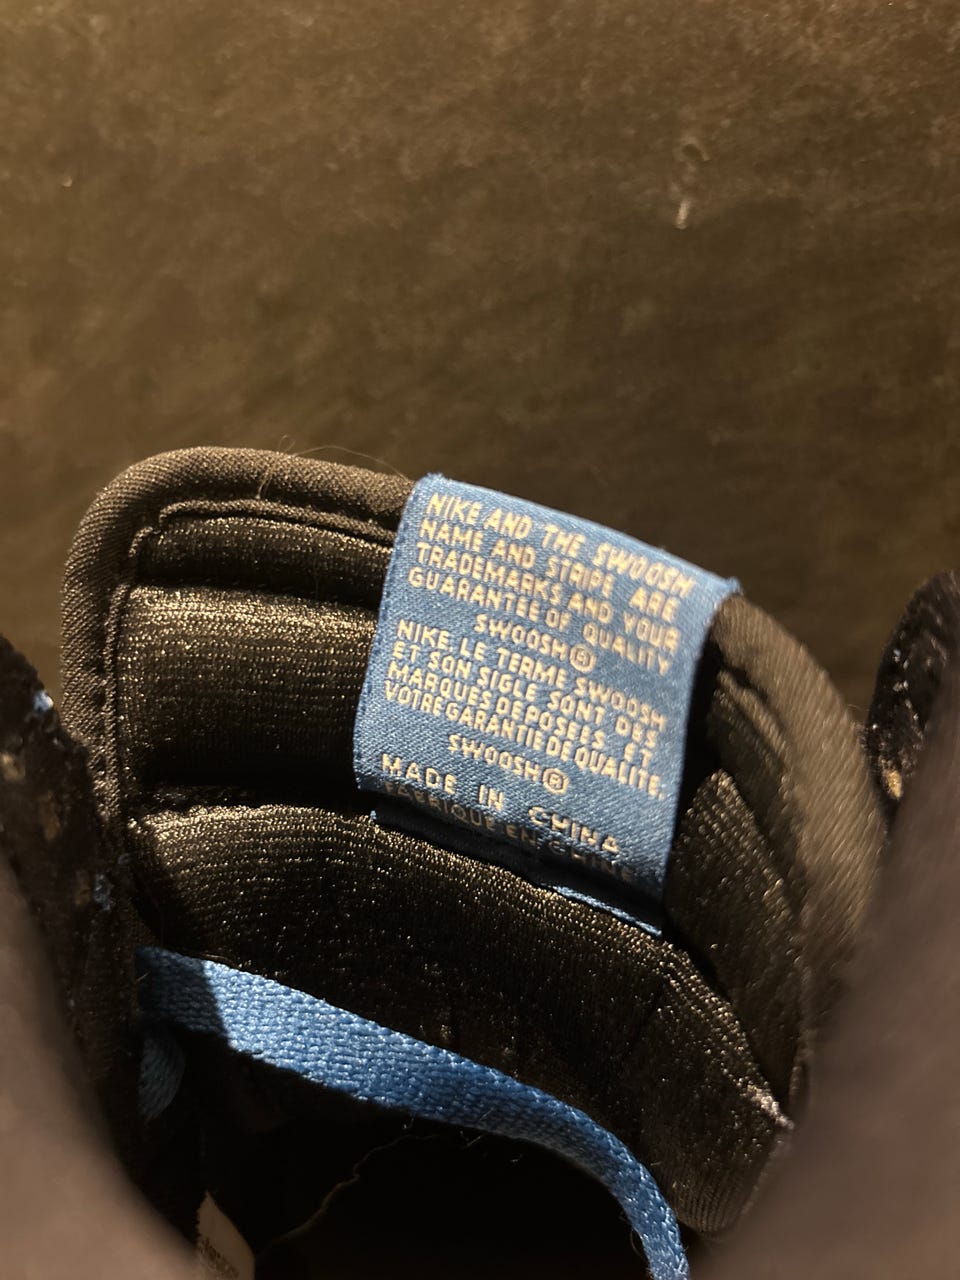 NIKE AND THE SWOOSH
NAME AND STRIPE ARE
TRADEMARKS AND YOUR
GUARANTEE OF QUALITY
SWOOSH®
NIKE, LE TERME SWOOSH
ET SON SIGLE SONT DES
MARQUES DEPOSEES, ET
VOTRE GARANTIE DE QUALITE.
SWOOSH®
MADE IN CHINA
FABRIQUE EN CHINE